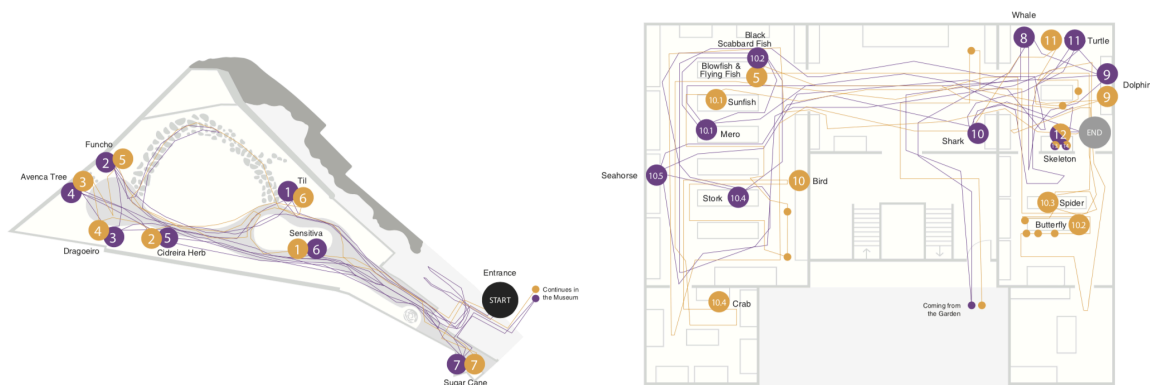 Funcho
2
5
Avenca Tree
3
4
Til
1
6
4
3
Dragoeiro
2
5
Cidreira Herb
Sensitiva
1
6
Entrance
START
Continues in
the Museum
7
7
Sugar Cane
Whale
8
11
11
Turtle
Black
Scabbard Fish
10.2
Blowfish &
Flying Fish
5
9
Dolphin
9
10.1
Sunfish
10.1
Mero
Shark
10
12
END
Skeleton
Seahorse
10.5
10
Bird
10.4
Stork
10.3
Spider
Butterfly
10.2
10.4
Crab
Coming from
the Garden